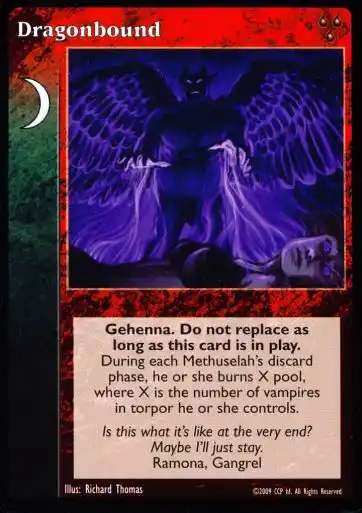 Dragonbound
Gehenna. Do not replace as
long as this card is in play.
During each Methuselah's discard
phase, he or she burns X pool,
where X is the number of vampires
in torpor he or she controls.
Is this what it's like at the very end?
Maybe I'll just stay.
Ramona, Gangrel
Illus: Richard Thomas
©2009 CCP hf. All Rights Reserved